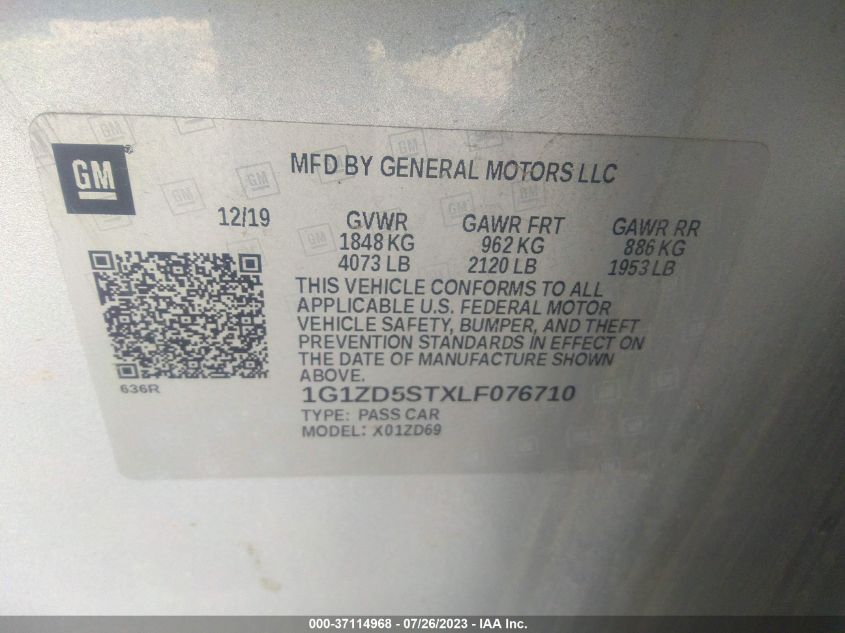 GM
MFD BY GENERAL MOTORS LLC
12/19
GVWR GAWR FRT GAWR RR
1848 KG 962 KG 886 KG
4073 LB 2120 LB 1953 LB
THIS VEHICLE CONFORMS TO ALL
APPLICABLE U.S. FEDERAL MOTOR
VEHICLE SAFETY, BUMPER, AND THEFT
PREVENTION STANDARDS IN EFFECT ON
THE DATE OF MANUFACTURE SHOWN
ABOVE.
636R
1G1ZD5STXLF076710
TYPE: PASS CAR
MODEL: X01ZD69
000-37114968 - 07/26/2023 - IAA Inc.